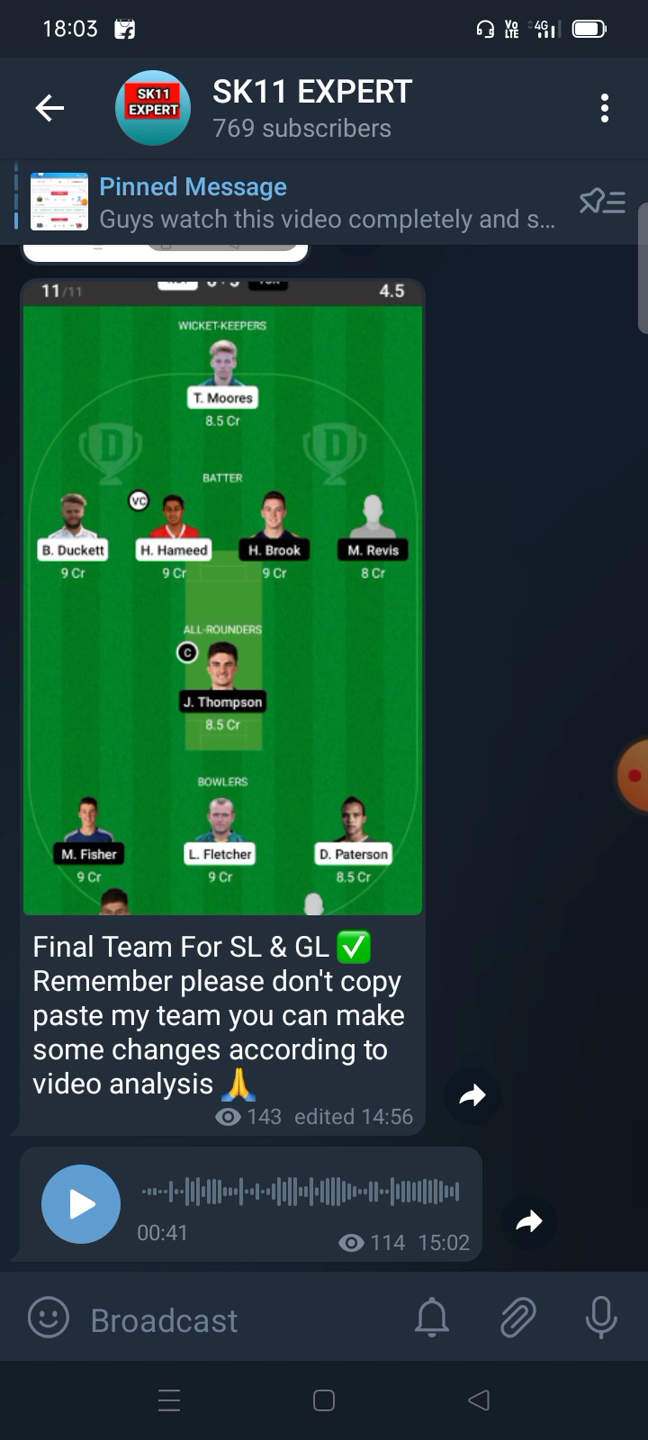 18:03
Vo LTE 4G
SK11 EXPERT
SK11 EXPERT
769 subscribers
Pinned Message
Guys watch this video completely and s...
11/11
4.5
WICKET-KEEPERS
T. Moores
8.5 Cr
D
D
BATTER
VC
B. Duckett
H. Hameed
H. Brook
M. Revis
9 Cr
9 Cr
9 Cr
8 Cr
ALL-ROUNDERS
C
J. Thompson
8.5 Cr
BOWLERS
M. Fisher
L. Fletcher
D. Paterson
9 Cr
9 Cr
8.5 Cr
Final Team For SL & GL ✅
Remember please don't copy
paste my team you can make
some changes according to
video analysis 🙏
143 edited 14:56
00:41
114 15:02
Broadcast